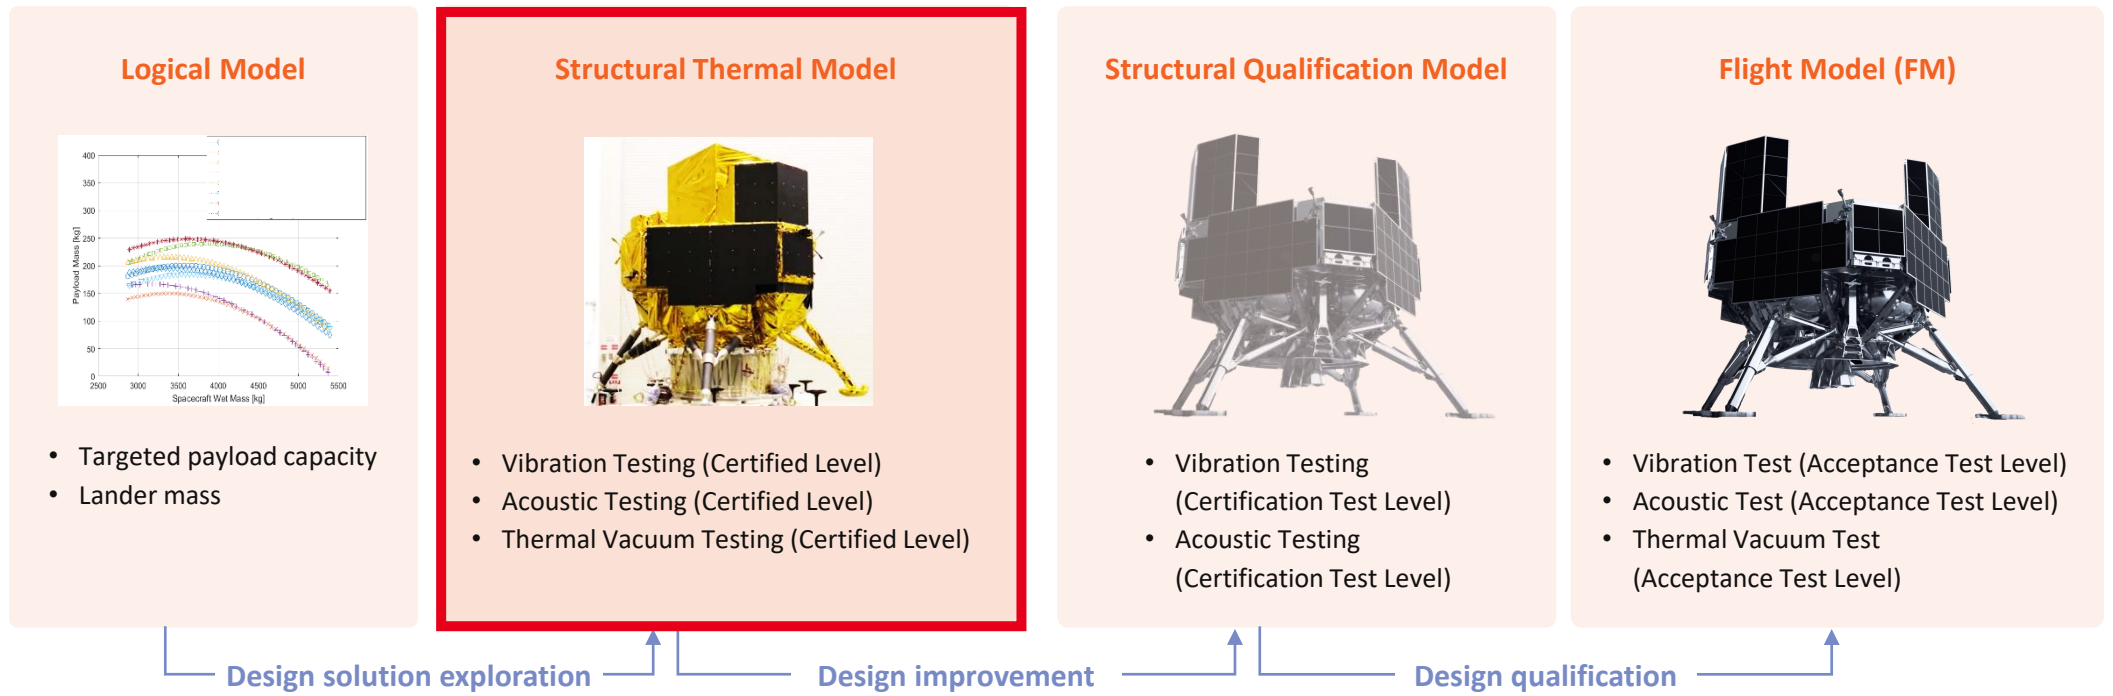 Logical Model
400
350
300
250
200
150
100
50
0
Payload Mass [kg]
2500 3000 3500 4000 4500 5000 5500
Spacecraft Wet Mass [kg]
• Targeted payload capacity
• Lander mass
Structural Thermal Model
• Vibration Testing (Certified Level)
• Acoustic Testing (Certified Level)
• Thermal Vacuum Testing (Certified Level)
Structural Qualification Model
• Vibration Testing
(Certification Test Level)
• Acoustic Testing
(Certification Test Level)
Flight Model (FM)
• Vibration Test (Acceptance Test Level)
• Acoustic Test (Acceptance Test Level)
• Thermal Vacuum Test
(Acceptance Test Level)
Design solution exploration
Design improvement
Design qualification